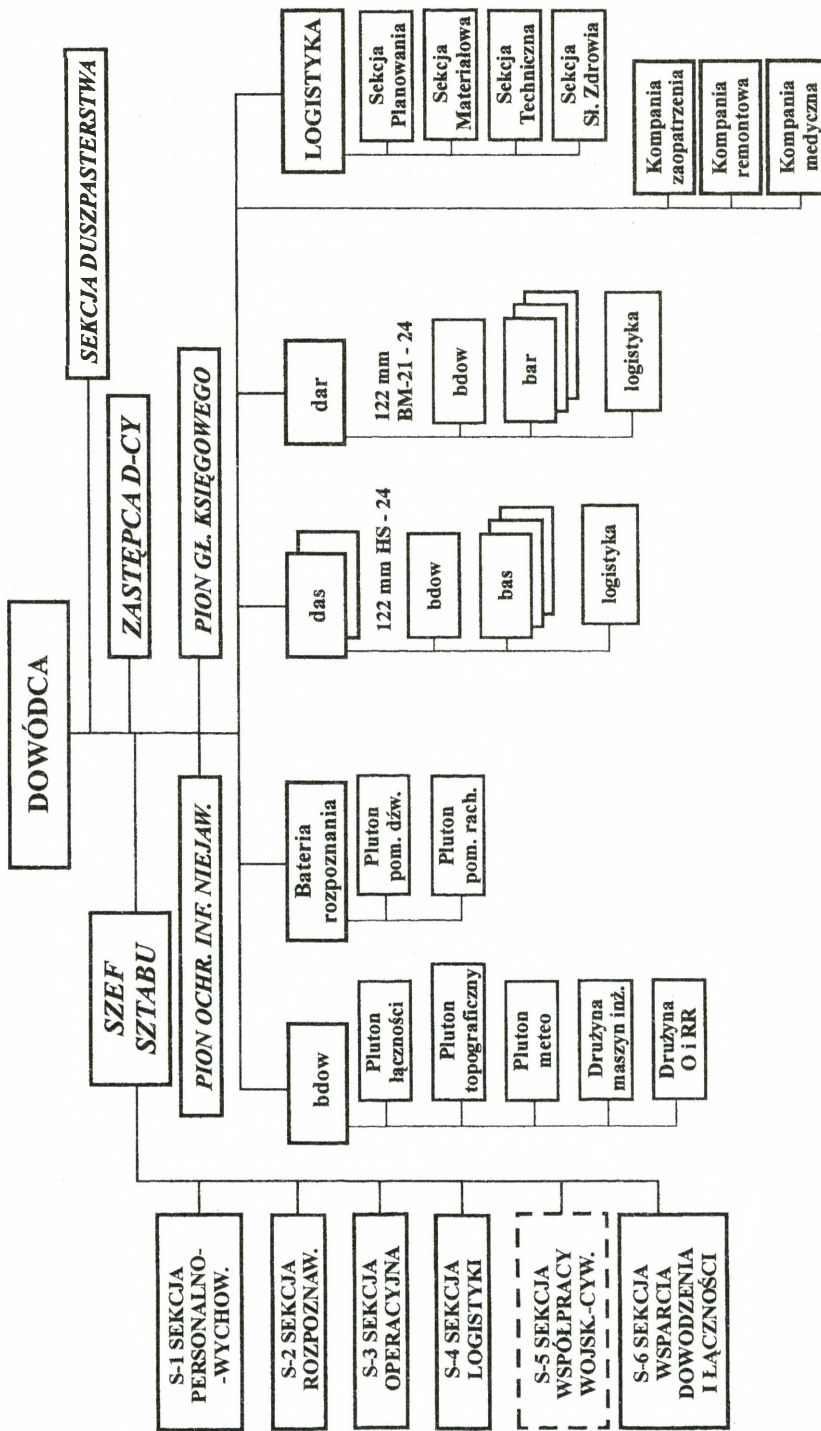 DOWÓDCA
SEKCJA DUSZPASTERSTWA
SZEF
SZTABU
ZASTĘPCA D-CY
PION OCHR. INF. NIEJAW.
PION GŁ. KSIĘGOWEGO
S-1 SEKCJA
PERSONALNO-
-WYCHOW.
S-2 SEKCJA
ROZPOZNAW.
S-3 SEKCJA
OPERACYJNA
S-4 SEKCJA
LOGISTYKI
S-5 SEKCJA
WSPÓŁPRACY
WOJSK.-CYW.
S-6 SEKCJA
WSPARCIA
DOWODZENIA
I ŁĄCZNOŚCI
bdow
Pluton
łączności
Pluton
topograficzny
Pluton
meteo
Drużyna
maszyn inż.
Drużyna
O i RR
Bateria
rozpoznania
Pluton
pom. dźw.
Pluton
pom. rach.
das
122 mm HS - 24
bdow
bas
logistyka
dar
122 mm
BM-21 - 24
bdow
bar
logistyka
LOGISTYKA
Sekcja
Planowania
Sekcja
Materiałowa
Sekcja
Techniczna
Sekcja
Sł. Zdrowia
Kompania
zaopatrzenia
Kompania
remontowa
Kompania
medyczna